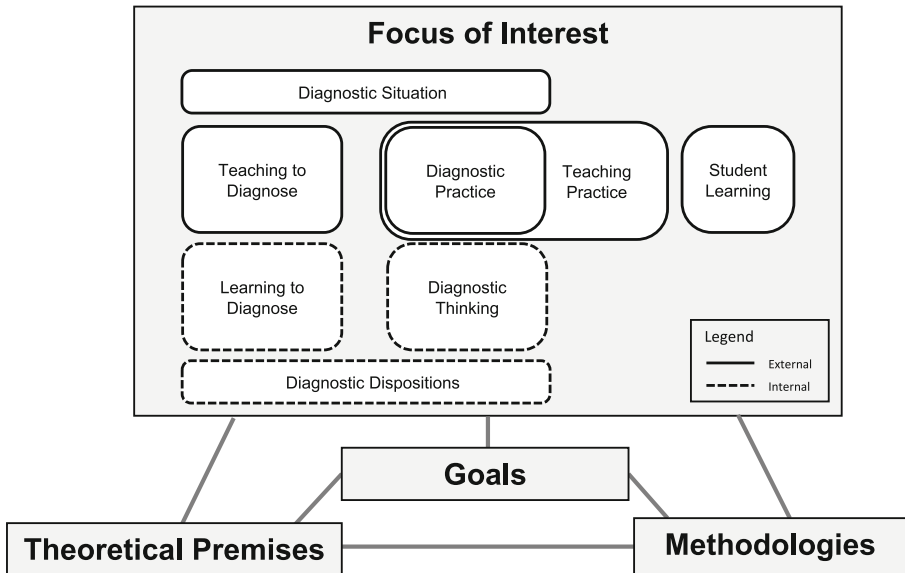 Focus of Interest
Diagnostic Situation
Teaching to
Diagnose
Diagnostic
Practice
Teaching
Practice
Student
Learning
Learning to
Diagnose
Diagnostic
Thinking
Diagnostic Dispositions
Legend
External
Internal
Goals
Theoretical Premises
Methodologies